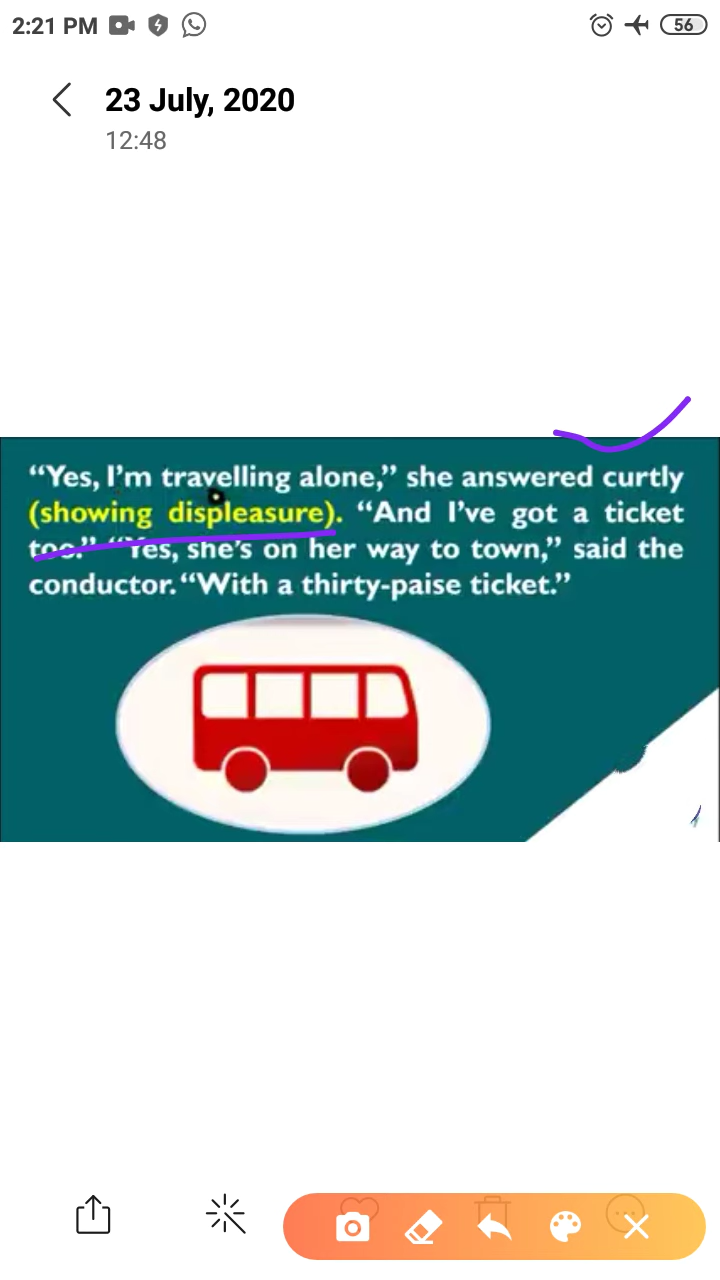 2:21 PM 56
23 July, 2020
12:48
“Yes, I’m travelling alone,” she answered curtly
(showing displeasure). “And I’ve got a ticket
too.” “Yes, she’s on her way to town,” said the
conductor. “With a thirty-paise ticket.”